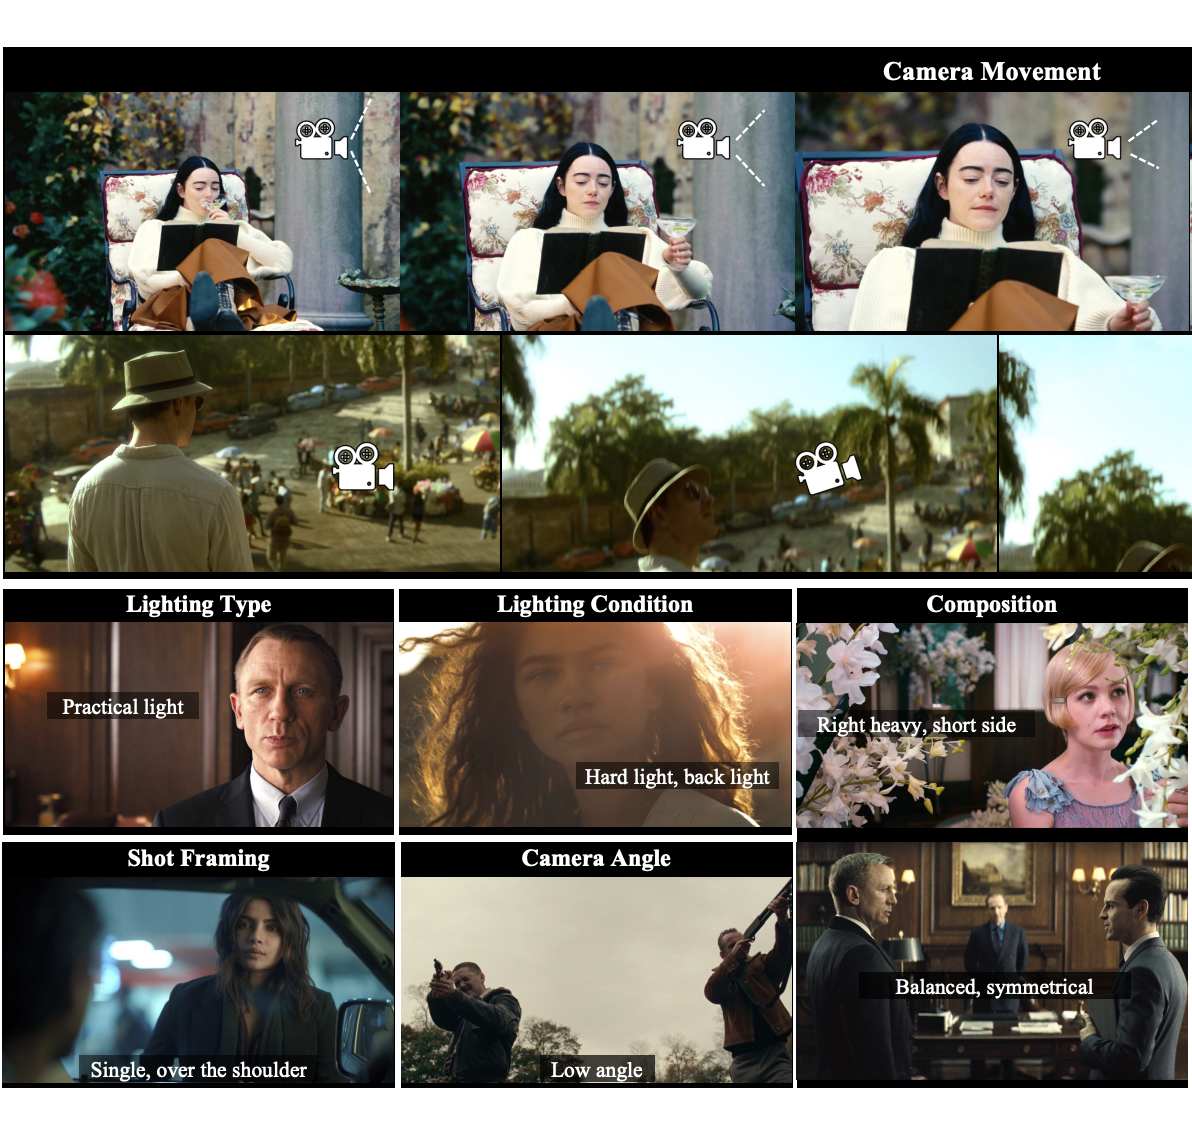 Camera Movement
Lighting Type
Lighting Condition
Composition
Practical light
Hard light, back light
Right heavy, short side
Shot Framing
Camera Angle
Single, over the shoulder
Low angle
Balanced, symmetrical